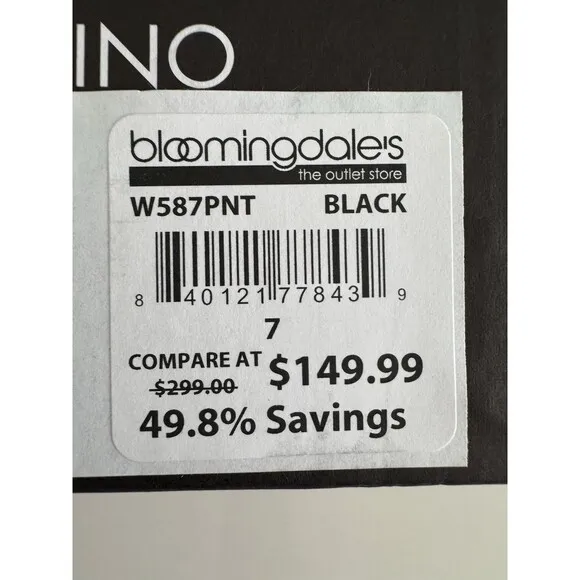 INO
bloomingdale's
the outlet store
W587PNT BLACK
8 40121 77843 9
7
COMPARE AT $149.99
$299.00
49.8% Savings